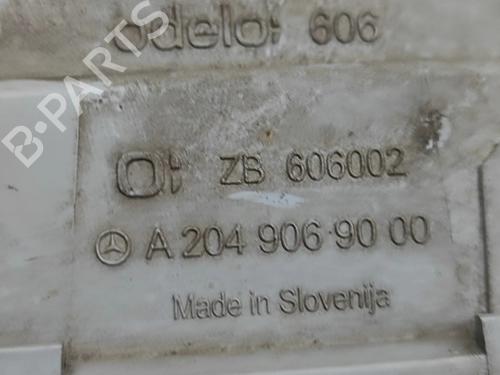 odelo: 606
B-PARTS
O: ZB 606002
A 204 906 90 00
Made in Slovenija